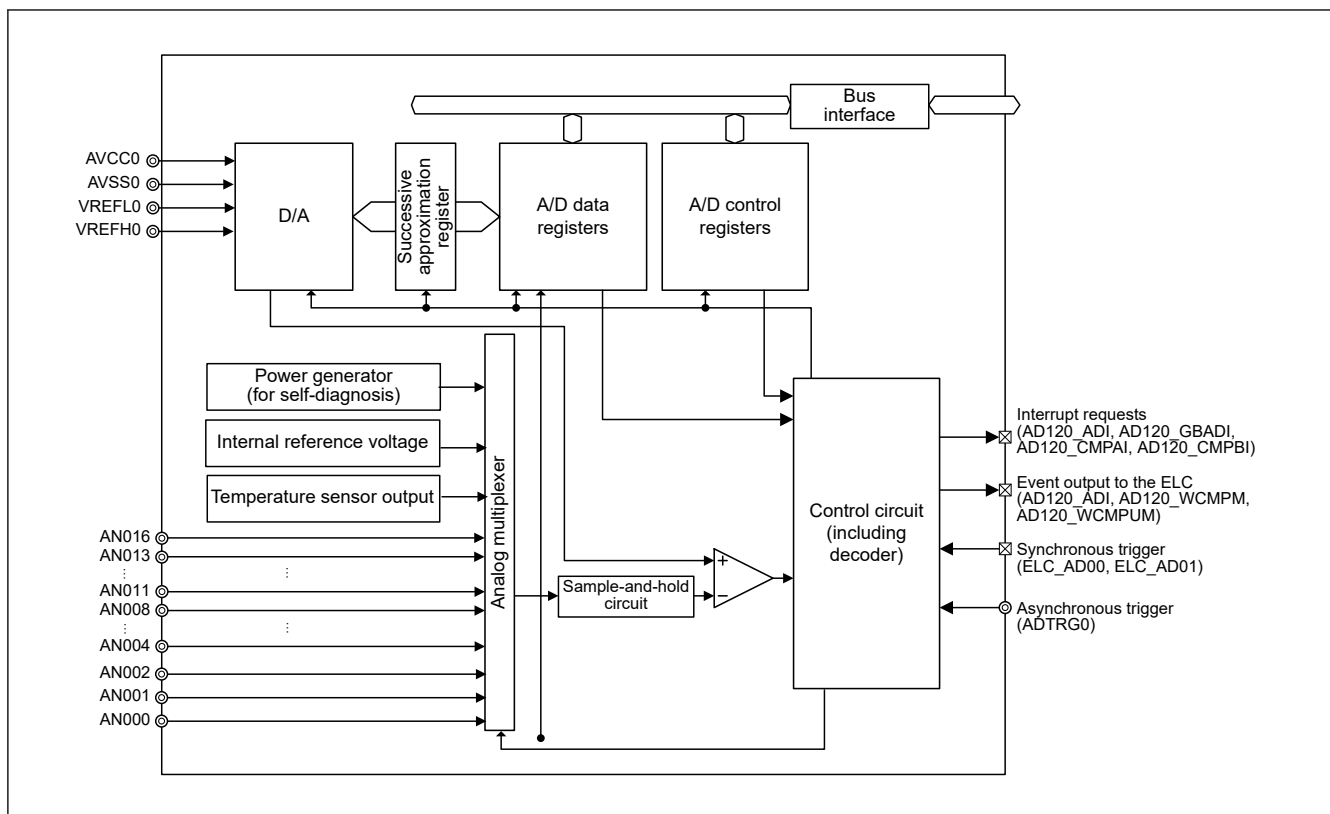 Bus
interface
AVCC0
AVSS0
VREFL0
VREFH0
D/A
Successive
approximation
register
A/D data
registers
A/D control
registers
Power generator
(for self-diagnosis)
Internal reference voltage
Temperature sensor output
Analog multiplexer
AN016
AN013
AN011
AN008
AN004
AN002
AN001
AN000
Sample-and-hold
circuit
+
−
Control circuit
(including
decoder)
Interrupt requests
(AD120_ADI, AD120_GBADI,
AD120_CMPAI, AD120_CMPBI)
Event output to the ELC
(AD120_ADI, AD120_WCMPM,
AD120_WCMPUM)
Synchronous trigger
(ELC_AD00, ELC_AD01)
Asynchronous trigger
(ADTRG0)